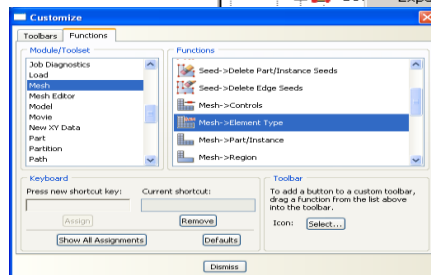 Customize
Toolbars Functions
Module/Toolset
Job Diagnostics
Load
Mesh
Mesh Editor
Model
Movie
New XY Data
Part
Partition
Path
Functions
Seed->Delete Part/Instance Seeds
Seed->Delete Edge Seeds
Mesh->Controls
Mesh->Element Type
Mesh->Part/Instance
Mesh->Region
Keyboard
Press new shortcut key: Current shortcut:
Assign Remove
Show All Assignments Defaults
Toolbar
To add a button to a custom toolbar,
drag a function from the list above
into the toolbar.
Icon: Select...
Dismiss